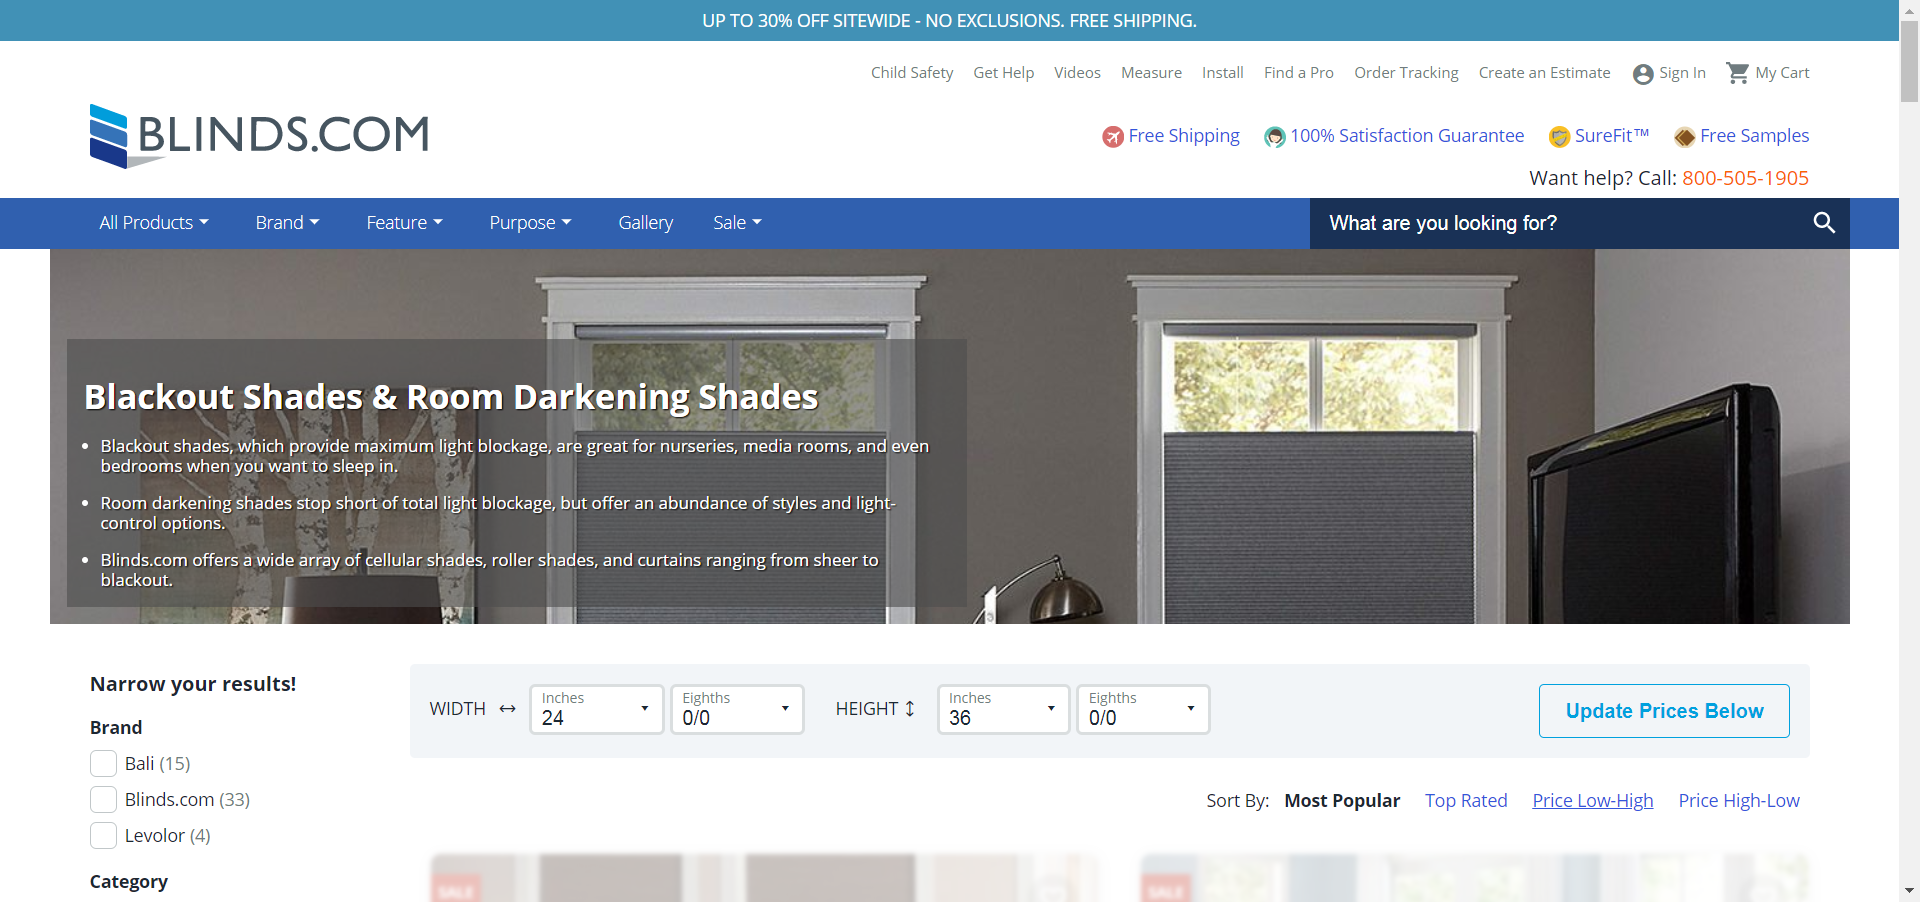 UP TO 30% OFF SITEWIDE - NO EXCLUSIONS. FREE SHIPPING.
Child Safety Get Help Videos Measure Install Find a Pro Order Tracking Create an Estimate Sign In My Cart
BLINDS.COM
Free Shipping 100% Satisfaction Guarantee SureFit™ Free Samples
Want help? Call: 800-505-1905
All Products Brand Feature Purpose Gallery Sale What are you looking for?
Blackout Shades & Room Darkening Shades
• Blackout shades, which provide maximum light blockage, are great for nurseries, media rooms, and even
bedrooms when you want to sleep in.
• Room darkening shades stop short of total light blockage, but offer an abundance of styles and light-
control options.
• Blinds.com offers a wide array of cellular shades, roller shades, and curtains ranging from sheer to
blackout.
Narrow your results!
Brand
Bali (15)
Blinds.com (33)
Levolor (4)
Category
WIDTH Inches 24 Eighths 0/0 HEIGHT Inches 36 Eighths 0/0 Update Prices Below
Sort By: Most Popular Top Rated Price Low-High Price High-Low
SALE SALE